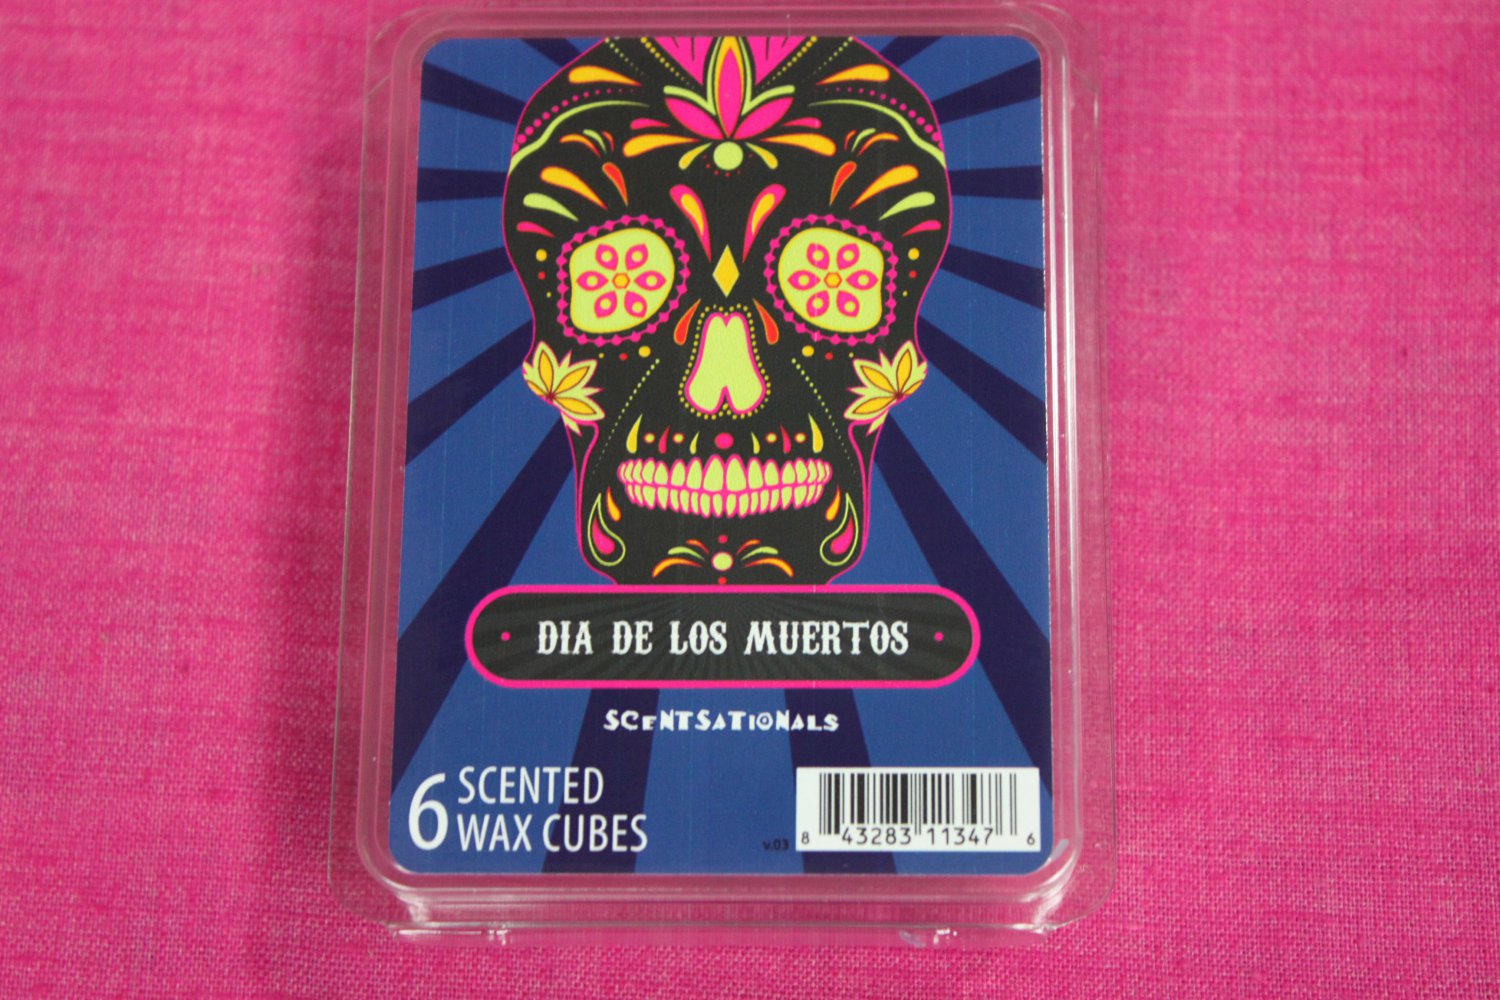 DIA DE LOS MUERTOS
SCENTSATIONALS
6 SCENTED
WAX CUBES
v.03
8 43283 11347 6